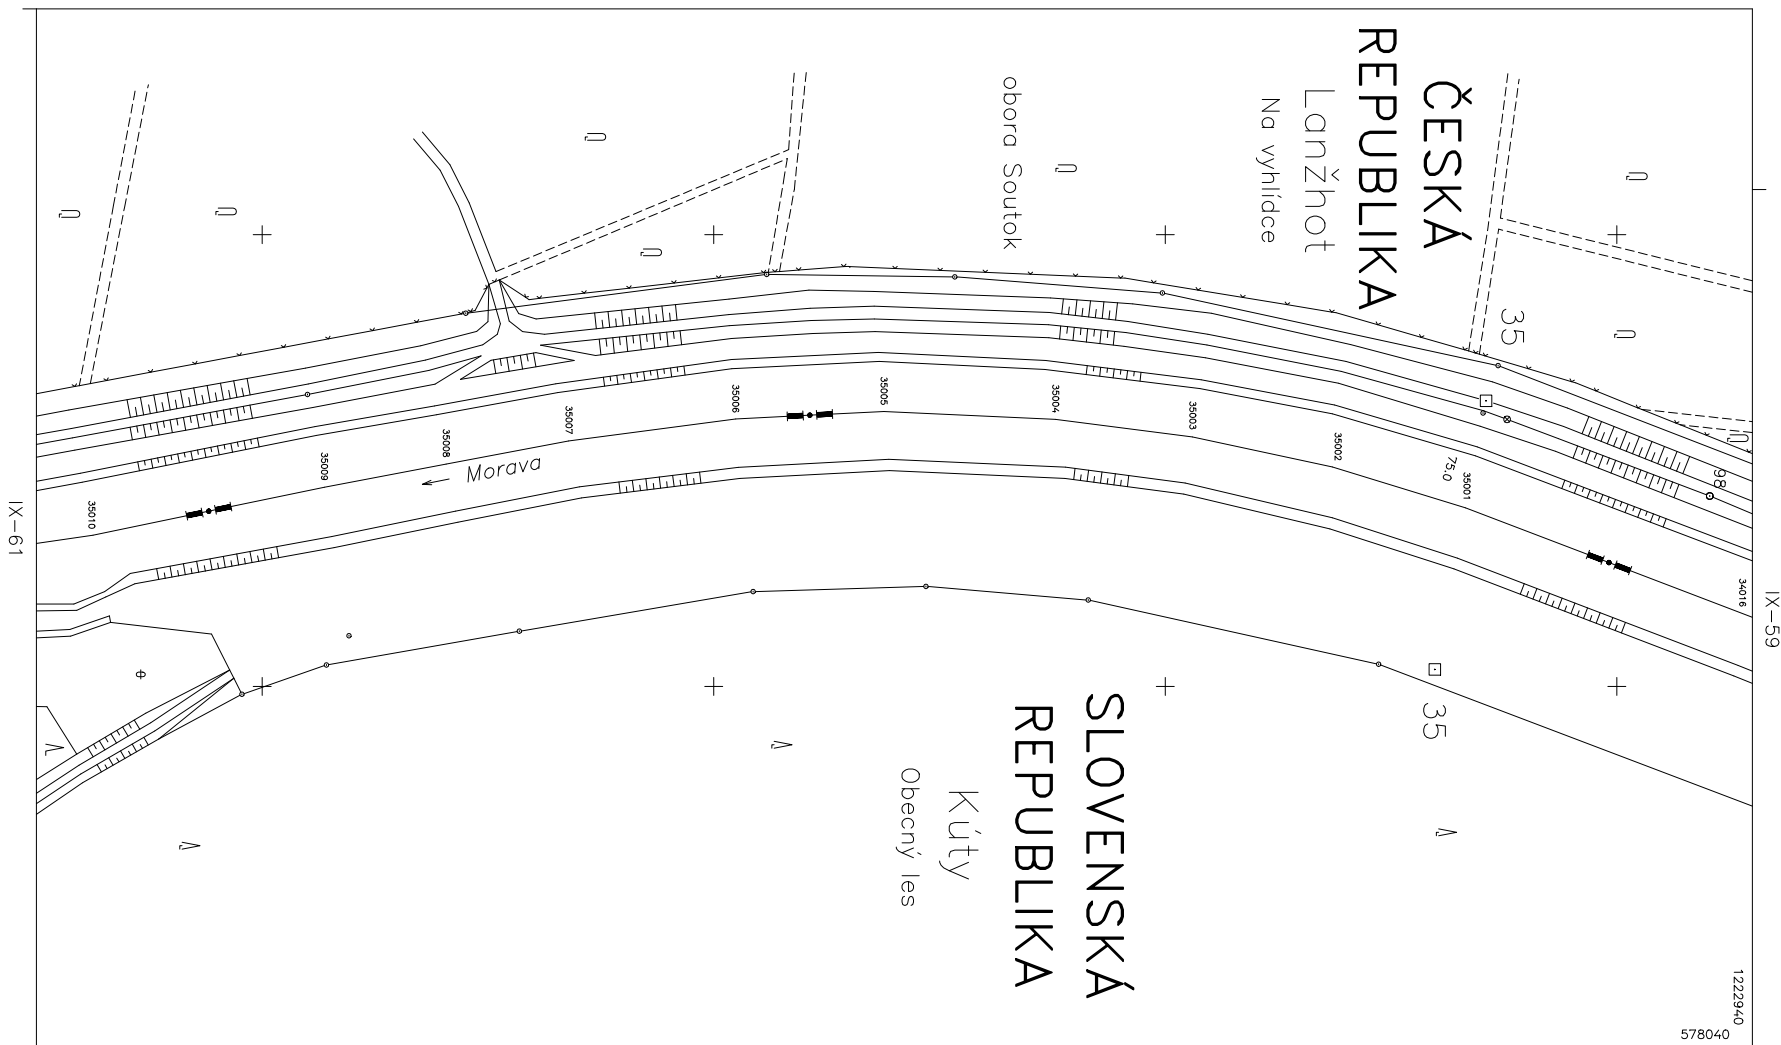 ČESKÁ
REPUBLIKA
Lanžhot
Na vyhlídce
obora Soutok
35
98
IX-59
34016
35001
75.0
35002
35003
35004
35005
35006
35007
35008
35009
35010
Morava
IX-61
35
SLOVENSKÁ
REPUBLIKA
Kúty
Obecný les
1222940
578040